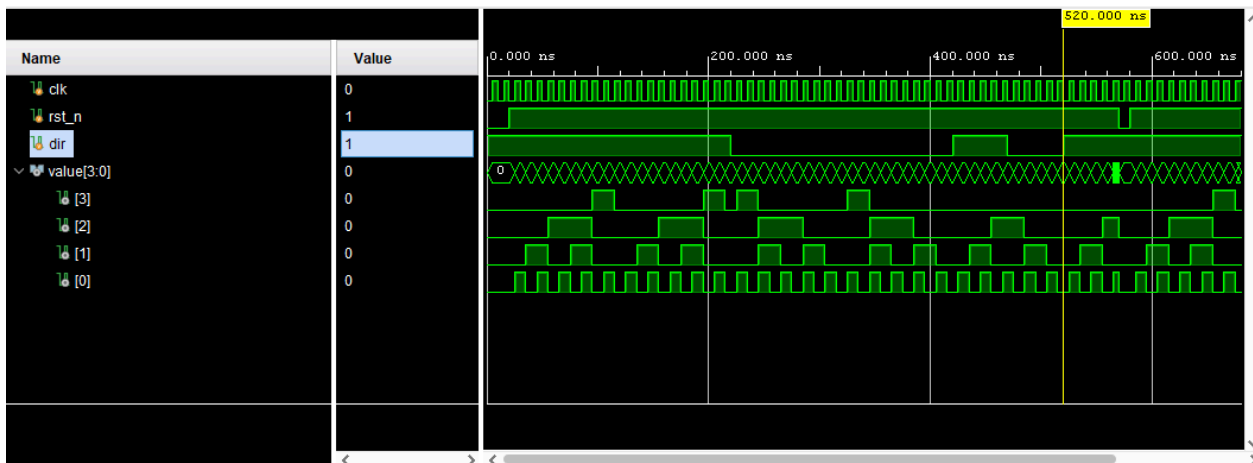 520.000 ns
Name Value
0.000 ns 200.000 ns 400.000 ns 600.000 ns
clk 0
rst_n 1
dir 1
value[3:0] 0 0
[3] 0
[2] 0
[1] 0
[0] 0